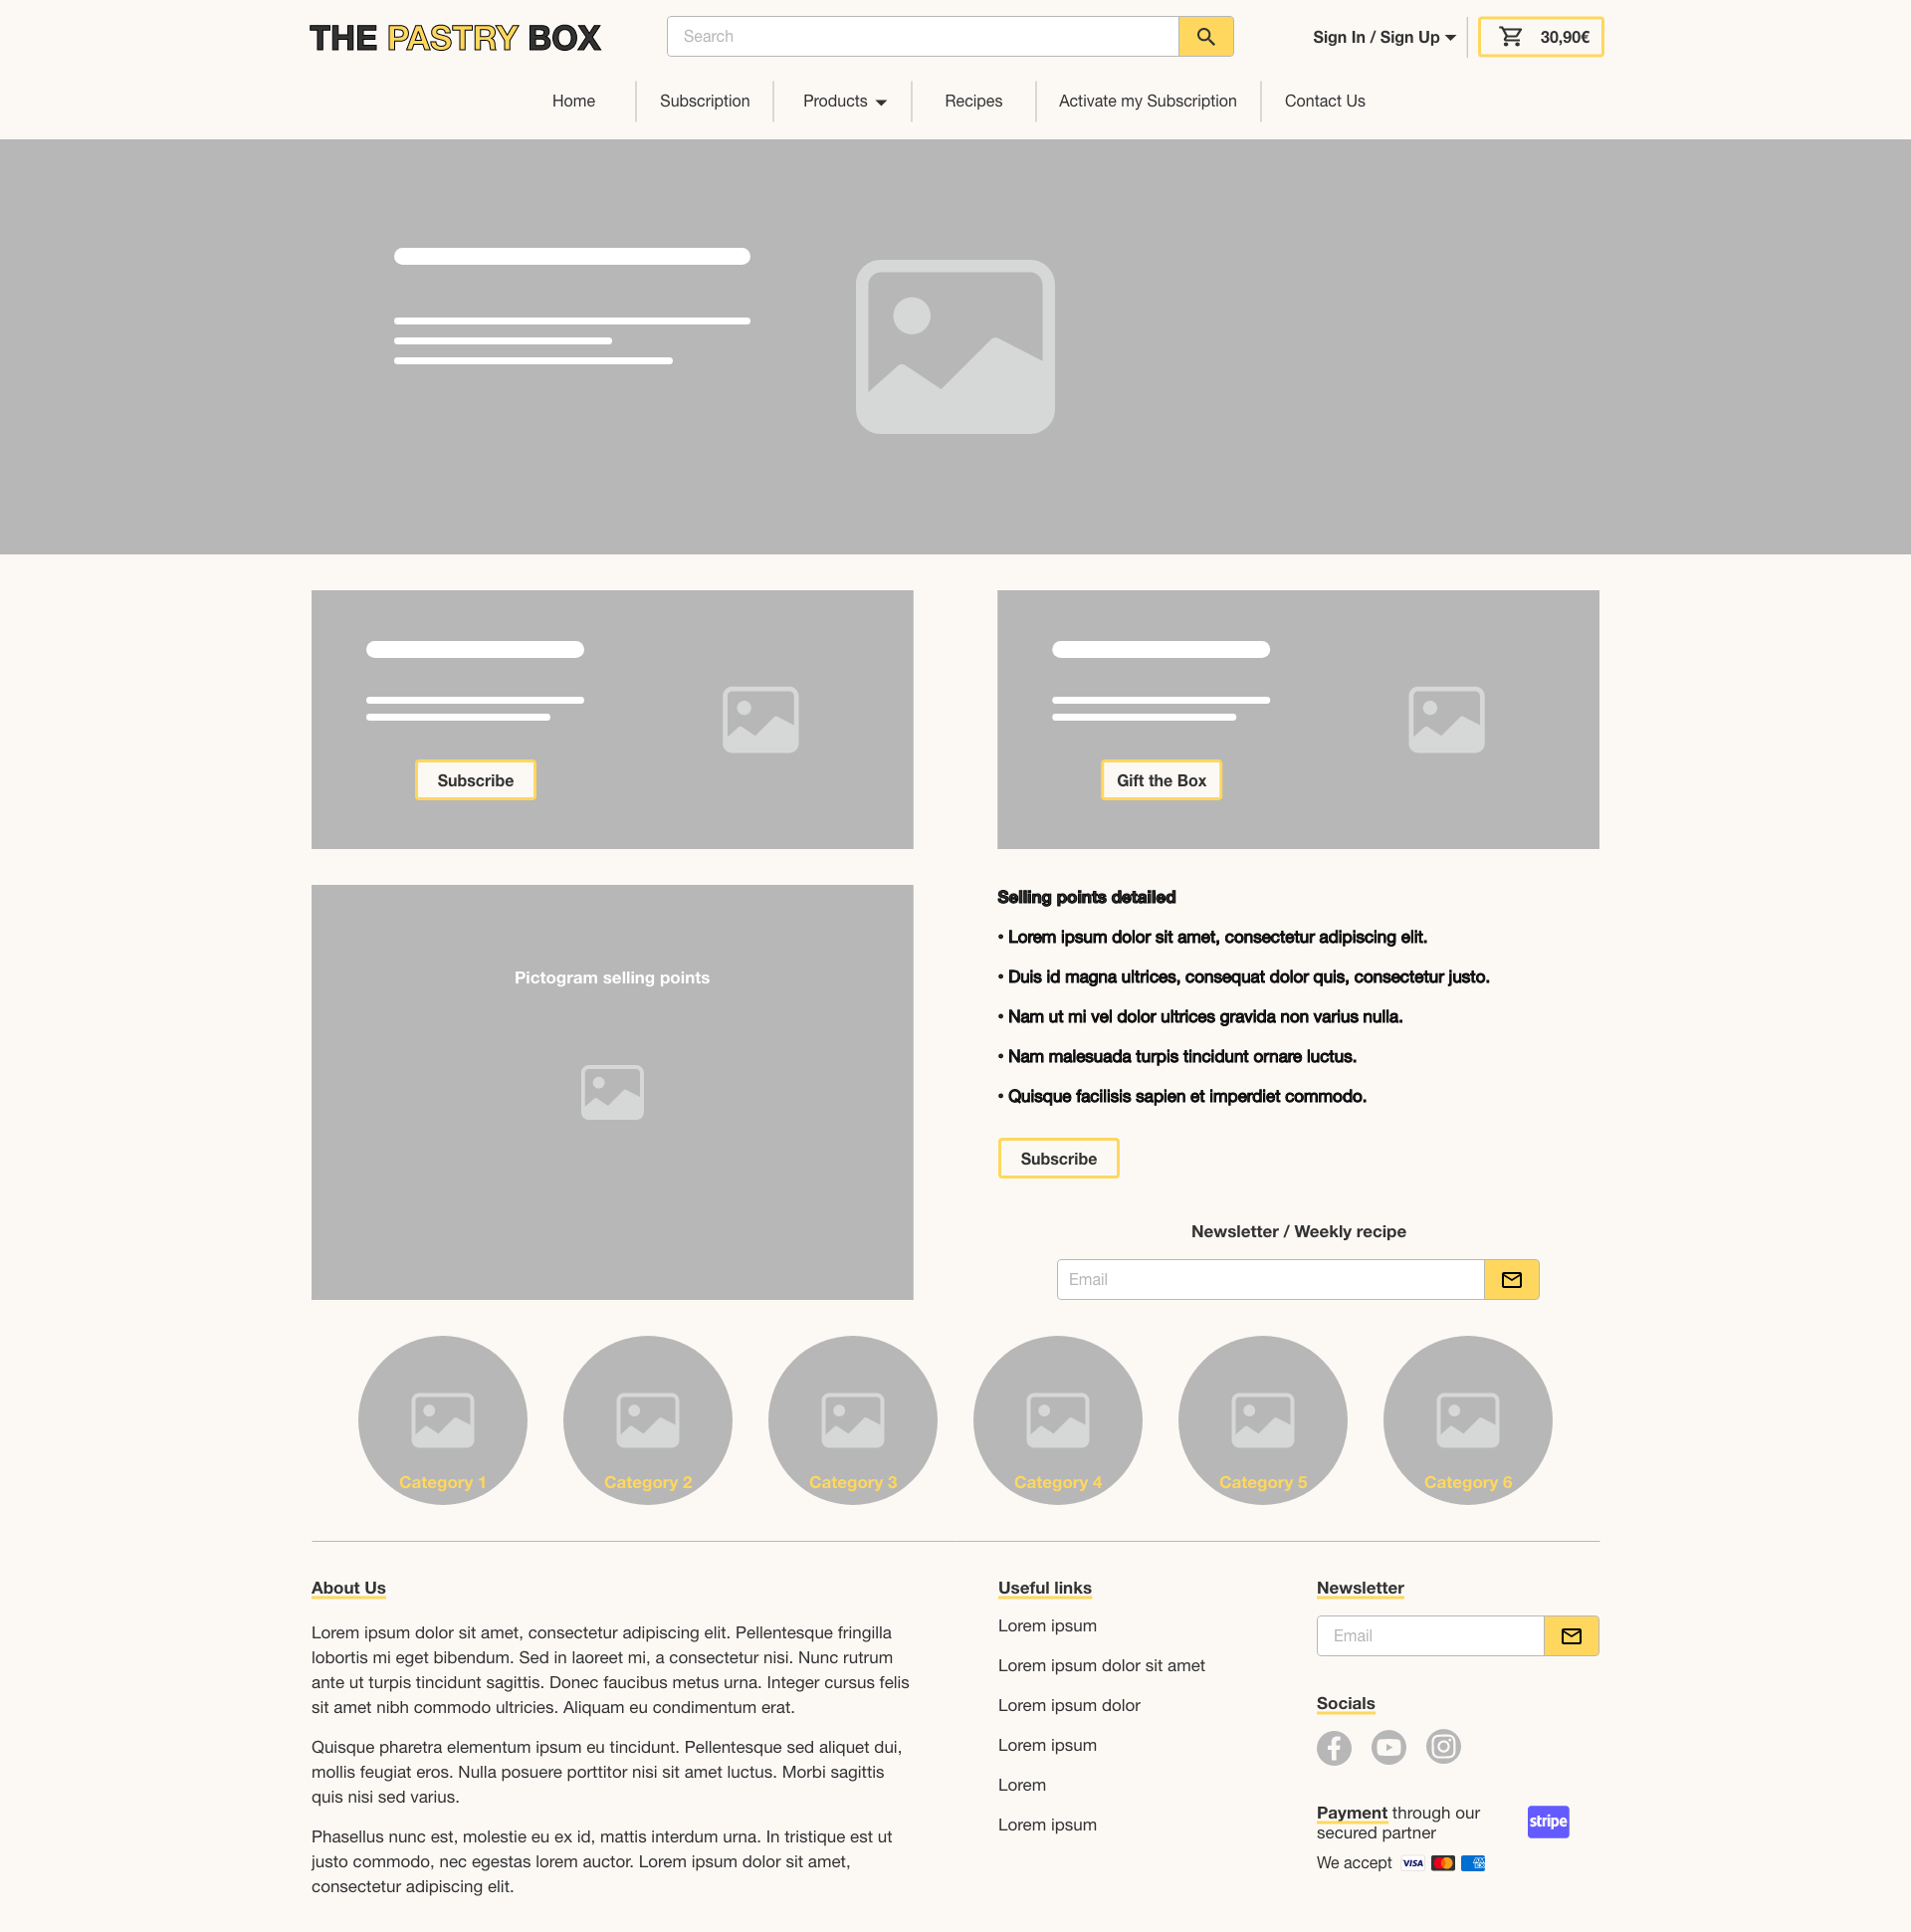 THE PASTRY BOX
Search
Sign In / Sign Up
30,90€
Home
Subscription
Products
Recipes
Activate my Subscription
Contact Us
Subscribe
Gift the Box
Pictogram selling points
Selling points detailed
• Lorem ipsum dolor sit amet, consectetur adipiscing elit.
• Duis id magna ultrices, consequat dolor quis, consectetur justo.
• Nam ut mi vel dolor ultrices gravida non varius nulla.
• Nam malesuada turpis tincidunt ornare luctus.
• Quisque facilisis sapien et imperdiet commodo.
Subscribe
Newsletter / Weekly recipe
Email
Category 1
Category 2
Category 3
Category 4
Category 5
Category 6
About Us
Lorem ipsum dolor sit amet, consectetur adipiscing elit. Pellentesque fringilla
lobortis mi eget bibendum. Sed in laoreet mi, a consectetur nisi. Nunc rutrum
ante ut turpis tincidunt sagittis. Donec faucibus metus urna. Integer cursus felis
sit amet nibh commodo ultricies. Aliquam eu condimentum erat.
Quisque pharetra elementum ipsum eu tincidunt. Pellentesque sed aliquet dui,
mollis feugiat eros. Nulla posuere porttitor nisi sit amet luctus. Morbi sagittis
quis nisi sed varius.
Phasellus nunc est, molestie eu ex id, mattis interdum urna. In tristique est ut
justo commodo, nec egestas lorem auctor. Lorem ipsum dolor sit amet,
consectetur adipiscing elit.
Useful links
Lorem ipsum
Lorem ipsum dolor sit amet
Lorem ipsum dolor
Lorem ipsum
Lorem
Lorem ipsum
Newsletter
Email
Socials
Payment through our
secured partner
stripe
We accept
VISA
AM
EX